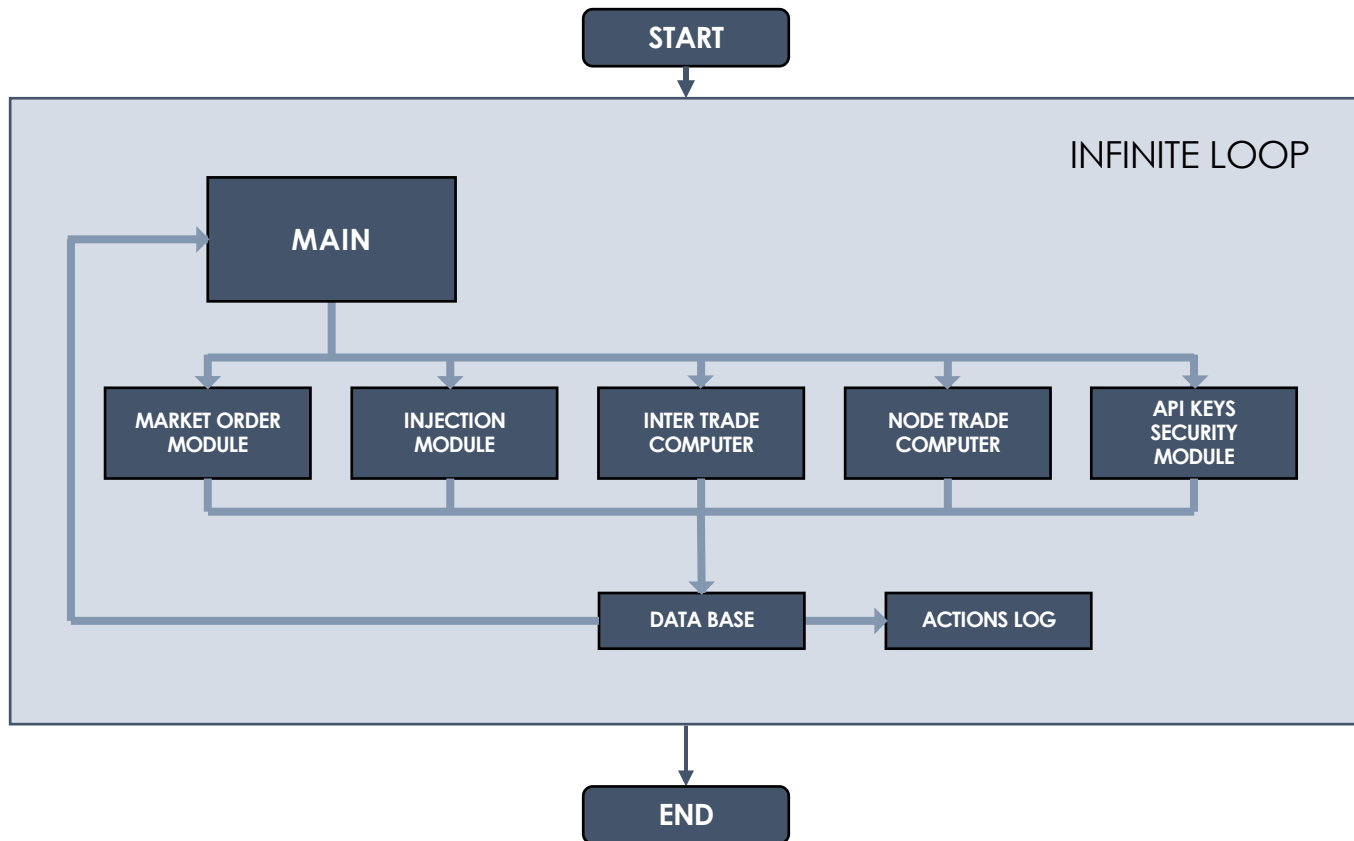 START
INFINITE LOOP
MAIN
MARKET ORDER
MODULE
INJECTION
MODULE
INTER TRADE
COMPUTER
NODE TRADE
COMPUTER
API KEYS
SECURITY
MODULE
DATA BASE
ACTIONS LOG
END